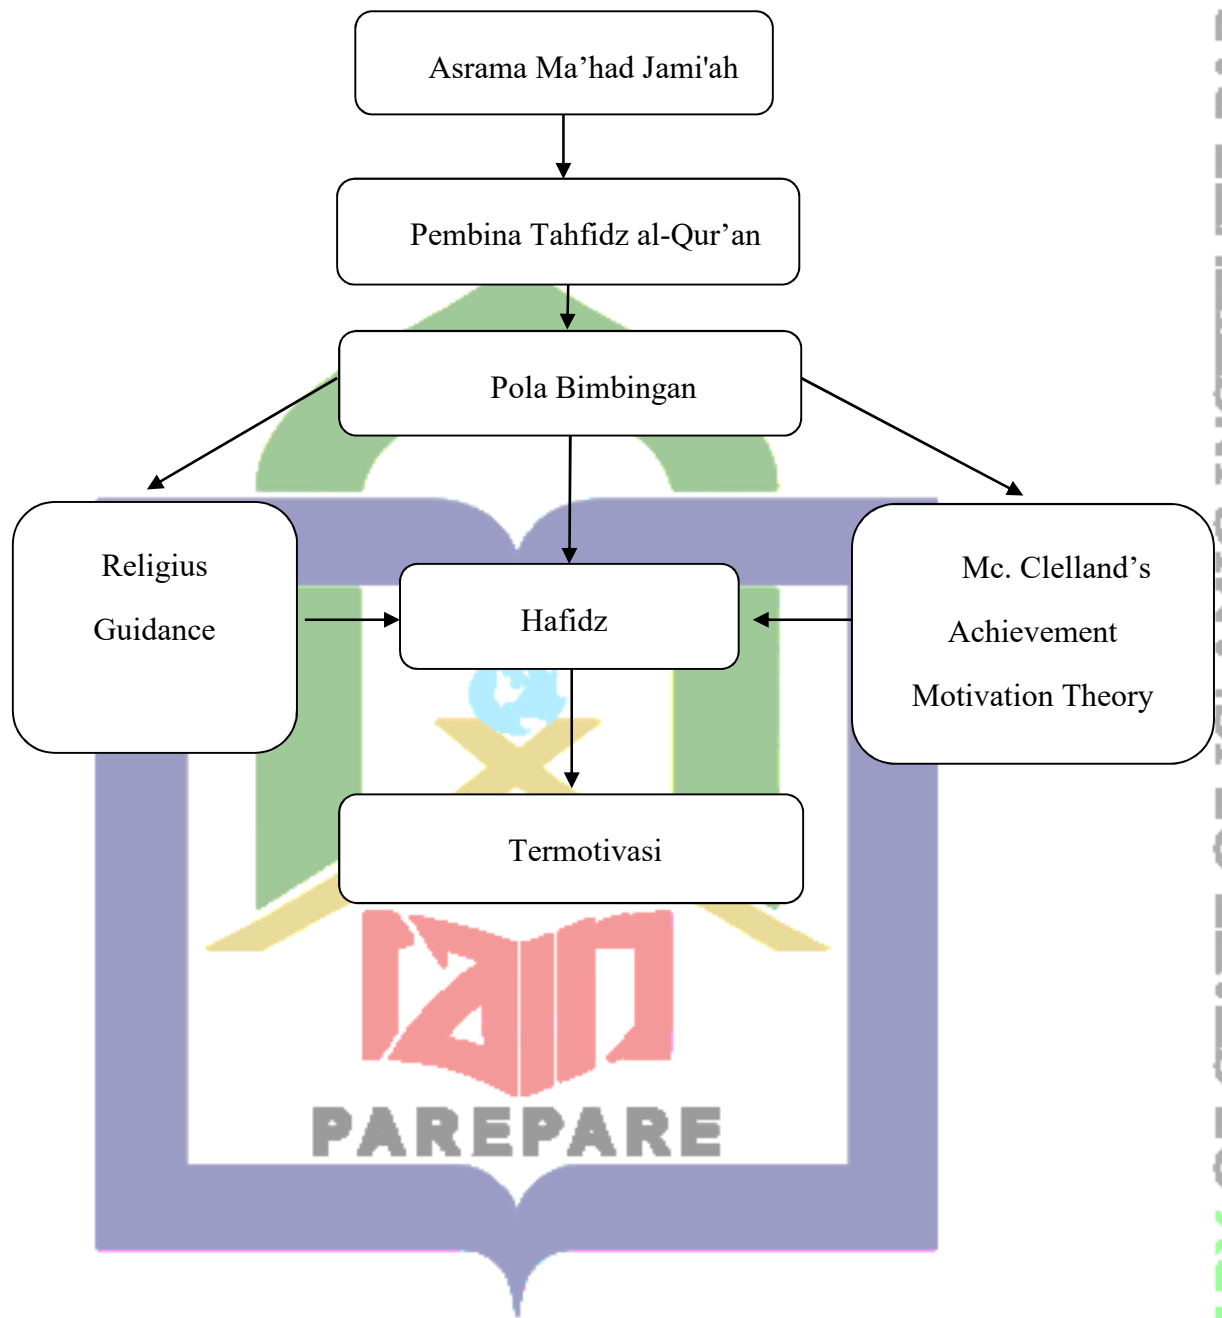 Asrama Ma’had Jami'ah
Pembina Tahfidz al-Qur’an
Pola Bimbingan
Religius
Guidance
Hafidz
Mc. Clelland’s
Achievement
Motivation Theory
Termotivasi
iain
PAREPARE